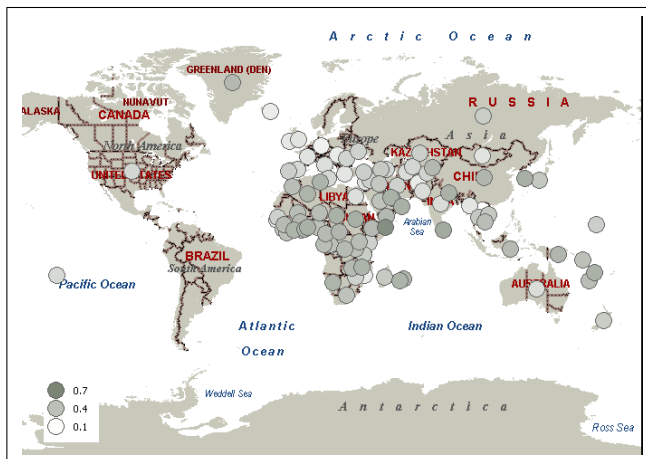 Arctic Ocean
GREENLAND (DEN)
RUSSIA
ALASKA
NUNAVUT
CANADA
Europe
Asia
North America
UNITED STATES
LIBYA
Arabian
Sea
BRAZIL
South America
Pacific Ocean
AUSTRALIA
Atlantic
Ocean
Indian Ocean
Weddell Sea
0.7
0.4
0.1
Antarctica
Ross Sea